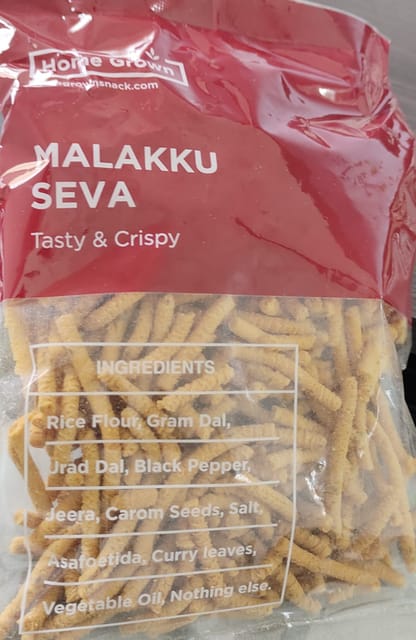 Home Grown
MALAKKU
SEVA
Tasty & Crispy
INGREDIENTS
Rice Flour, Gram Dal,
Urad Dal, Black Pepper,
Jeera, Carom Seeds, Salt,
Asafoetida, Curry leaves,
Vegetable Oil, Nothing else.